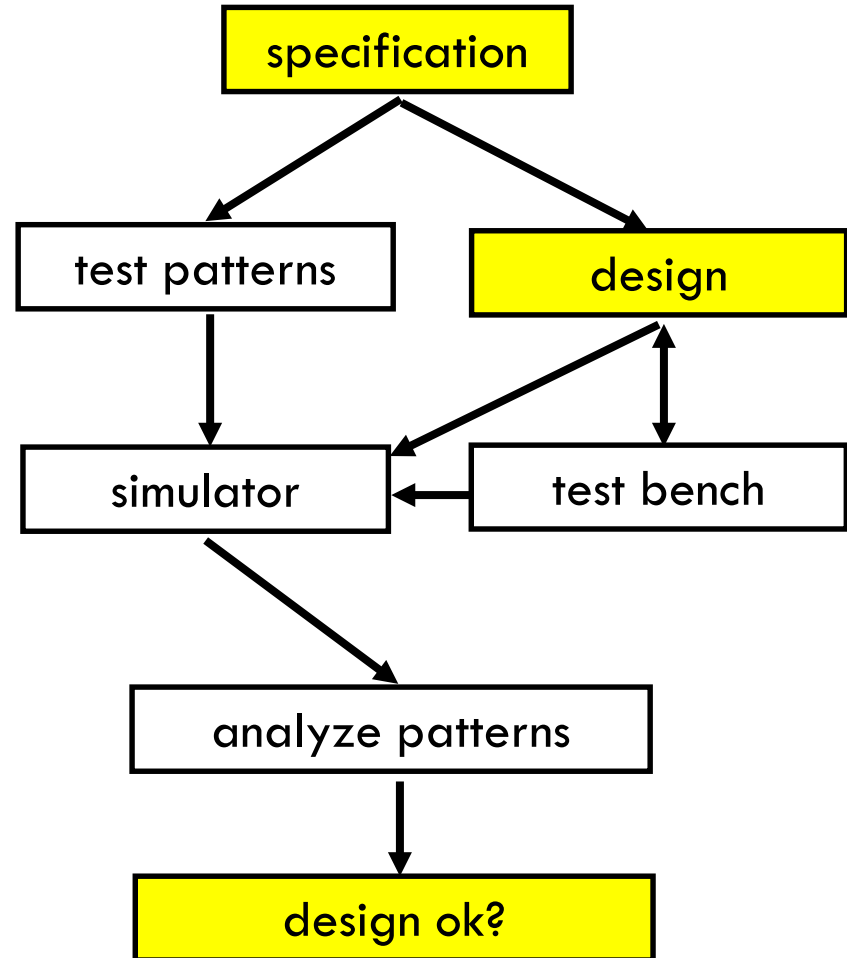 specification
test patterns
design
simulator
test bench
analyze patterns
design ok?